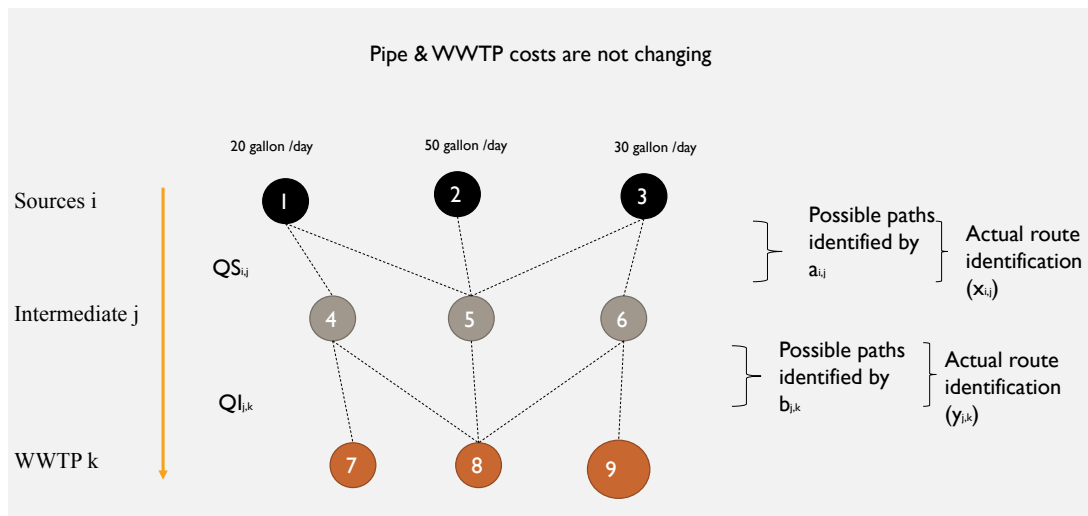 Pipe & WWTP costs are not changing
20 gallon /day
50 gallon /day
30 gallon /day
Sources i
1
2
3
Possible paths
identified by
ai,j
Actual route
identification
(xi,j)
QSi,j
Intermediate j
4
5
6
Possible paths
identified by
bj,k
Actual route
identification
(yj,k)
QIj,k
WWTP k
7
8
9